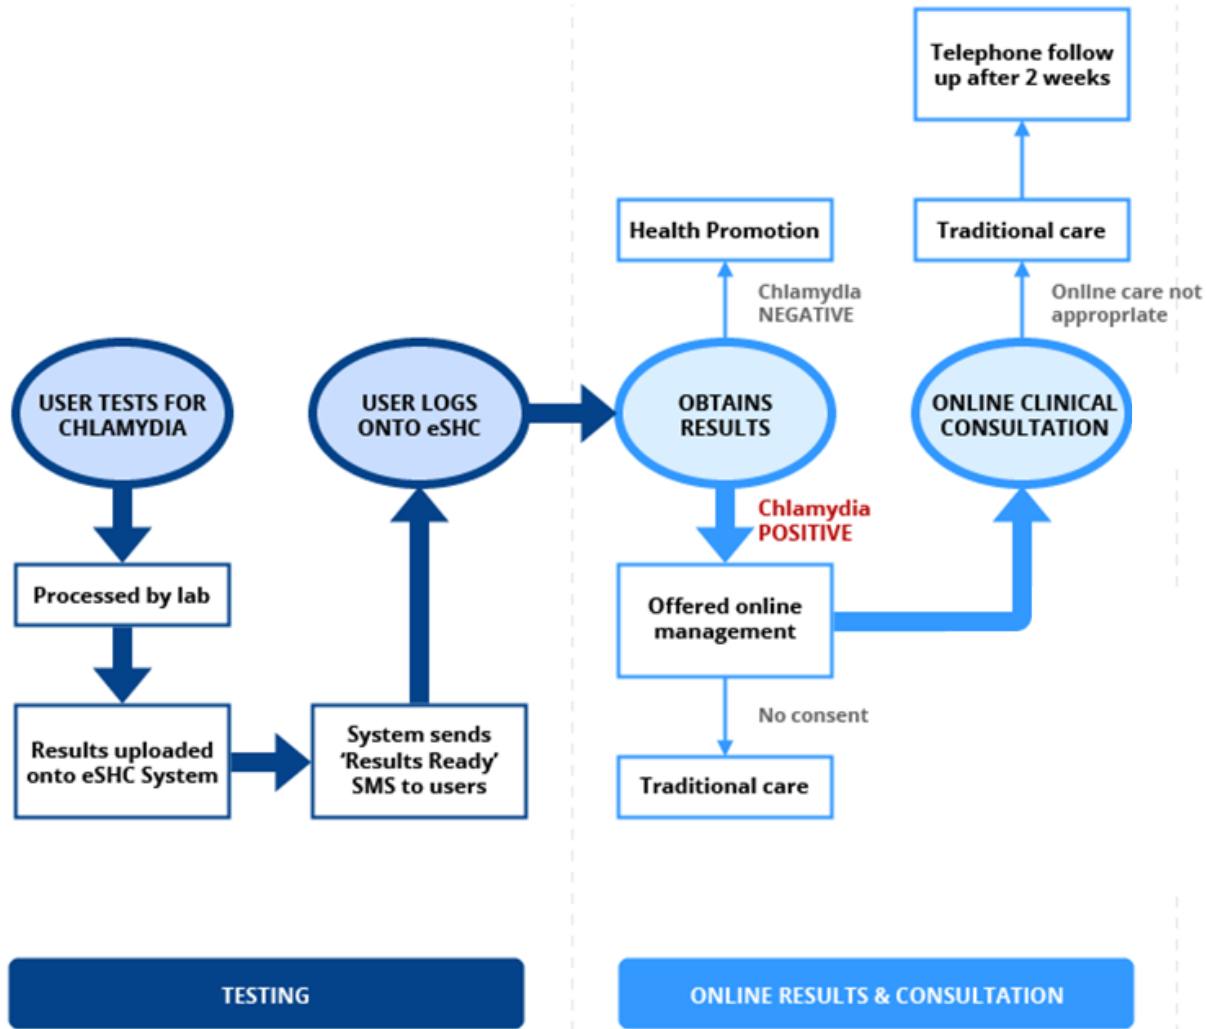 USER TESTS FOR
CHLAMYDIA
Processed by lab
Results uploaded
onto eSHC System
System sends
‘Results Ready’
SMS to users
USER LOGS
ONTO eSHC
TESTING
OBTAINS
RESULTS
Chlamydia
NEGATIVE
Health Promotion
Chlamydia
POSITIVE
Offered online
management
No consent
Traditional care
ONLINE CLINICAL
CONSULTATION
Online care not
appropriate
Traditional care
Telephone follow
up after 2 weeks
ONLINE RESULTS & CONSULTATION